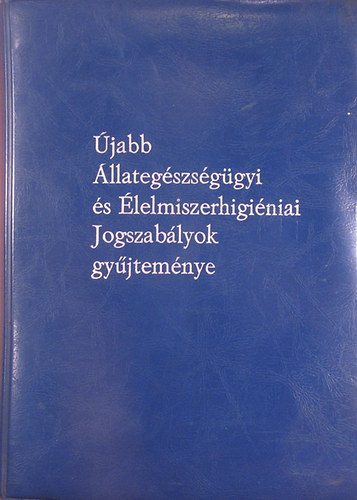 Újabb
Állategészségügyi
és Élelmiszerhigiéniai
Jogszabályok
gyűjteménye